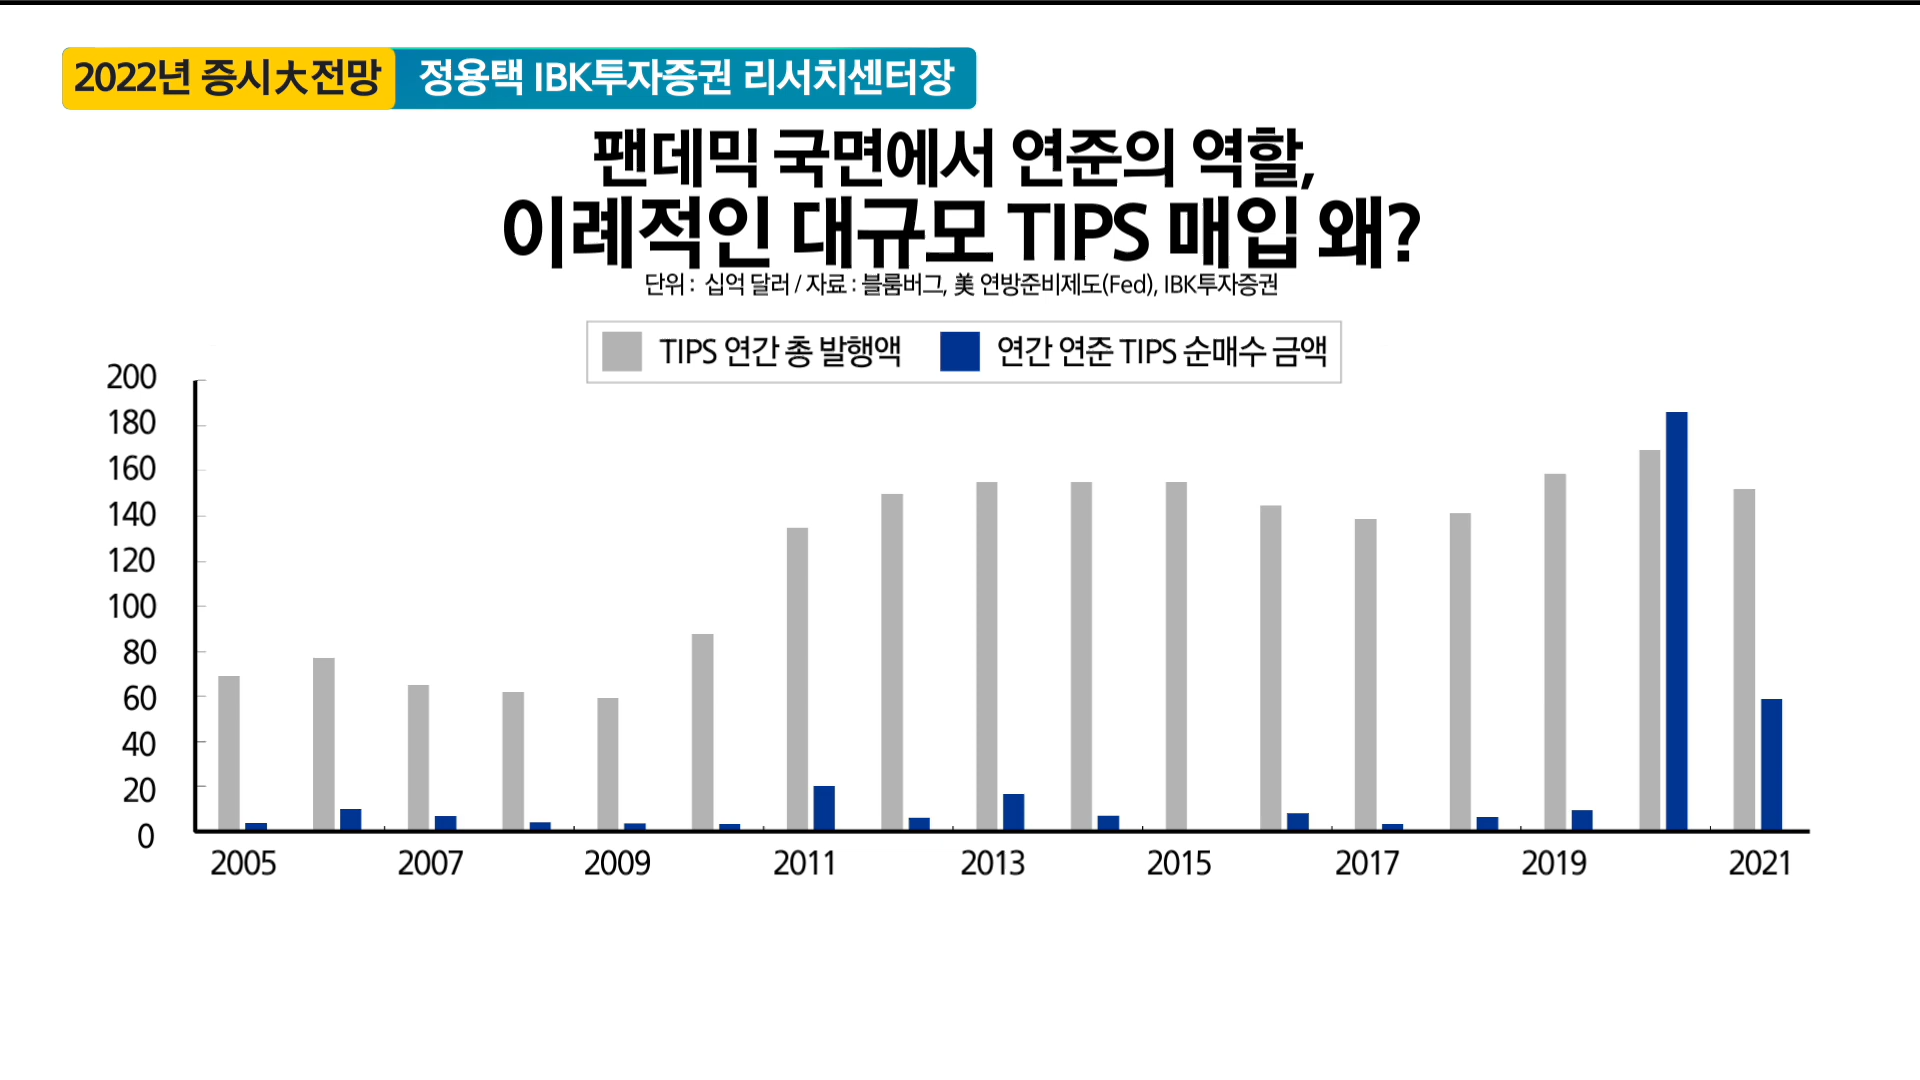 2022년 증시大전망 정용택 IBK투자증권 리서치센터장
팬데믹 국면에서 연준의 역할,
이례적인 대규모 TIPS 매입 왜?
단위 : 십억 달러 / 자료 : 블룸버그, 美 연방준비제도(Fed), IBK투자증권
TIPS 연간 총 발행액 연간 연준 TIPS 순매수 금액
200
180
160
140
120
100
80
60
40
20
0
2005 2007 2009 2011 2013 2015 2017 2019 2021